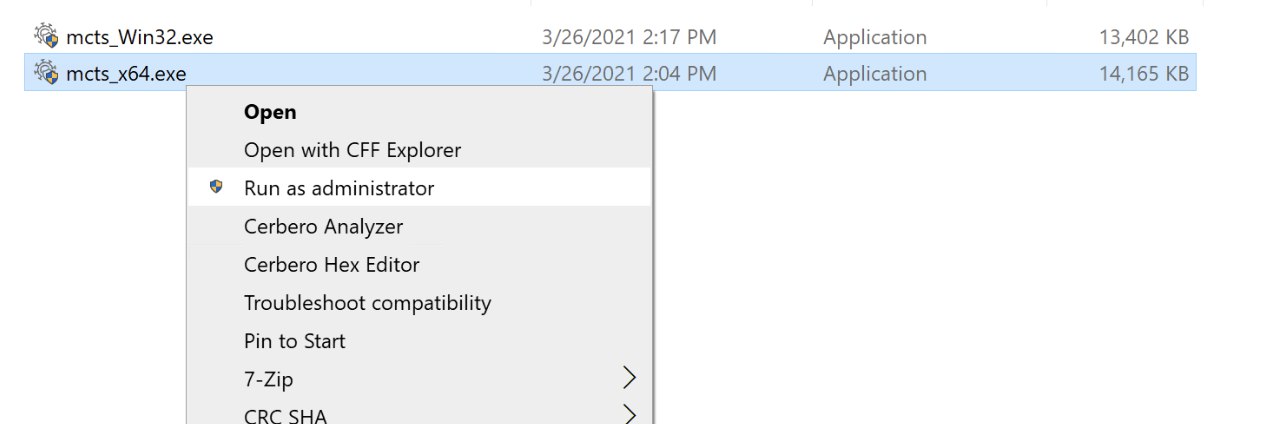 mcts_Win32.exe 3/26/2021 2:17 PM Application 13,402 KB
mcts_x64.exe 3/26/2021 2:04 PM Application 14,165 KB
Open
Open with CFF Explorer
Run as administrator
Cerbero Analyzer
Cerbero Hex Editor
Troubleshoot compatibility
Pin to Start
7-Zip
CRC SHA